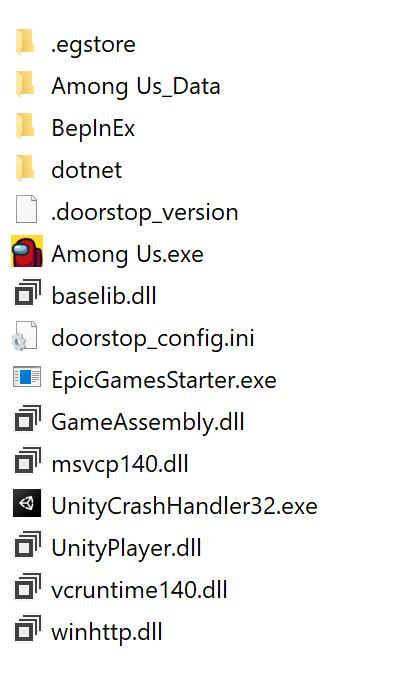 .egstore
Among Us_Data
BepInEx
dotnet
.doorstop_version
Among Us.exe
baselib.dll
doorstop_config.ini
EpicGamesStarter.exe
GameAssembly.dll
msvcp140.dll
UnityCrashHandler32.exe
UnityPlayer.dll
vcruntime140.dll
winhttp.dll